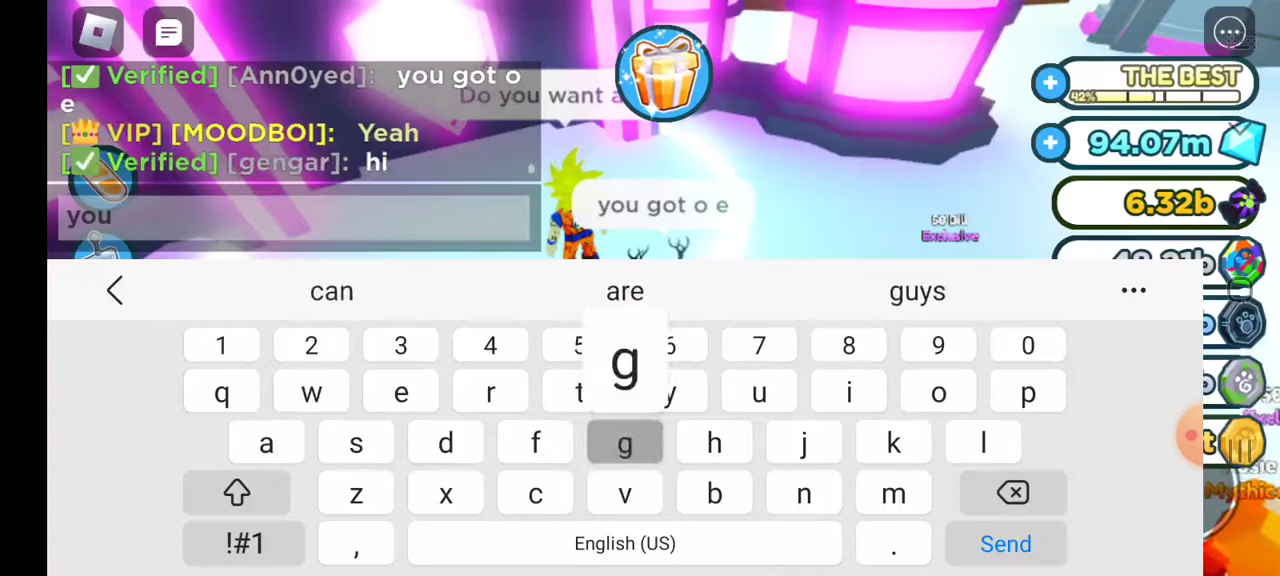 [✅ Verified] [Ann0yed]: you got o
e
Do you want a
[👑 VIP] [MOODBOI]: Yeah
[✅ Verified] [gengar]: hi
you
you got o e
THE BEST
42%
94.07m
6.32b
Exclusive
can are guys
g
1 2 3 4 5 6 7 8 9 0
q w e r t y u i o p
a s d f g h j k l
z x c v b n m
!#1 , English (US) . Send